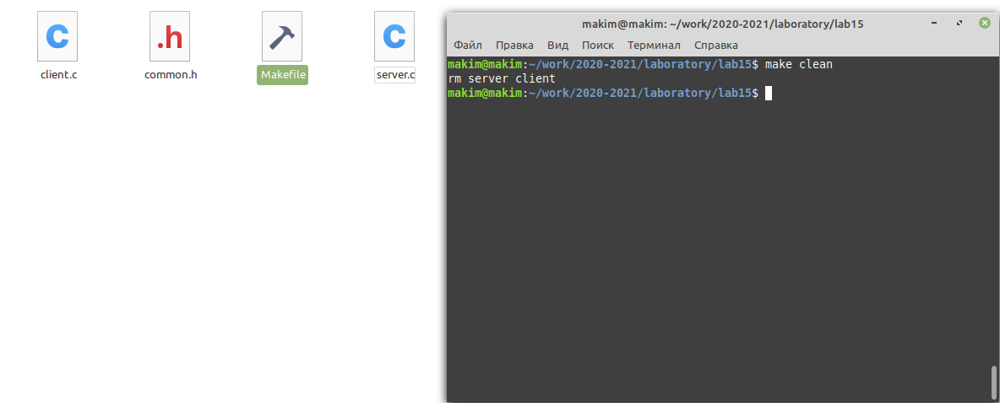 C
.h
C
client.c
common.h
Makefile
server.c
makim@makim: ~/work/2020-2021/laboratory/lab15
Файл Правка Вид Поиск Терминал Справка
makim@makim:~/work/2020-2021/laboratory/lab15$ make clean
rm server client
makim@makim:~/work/2020-2021/laboratory/lab15$